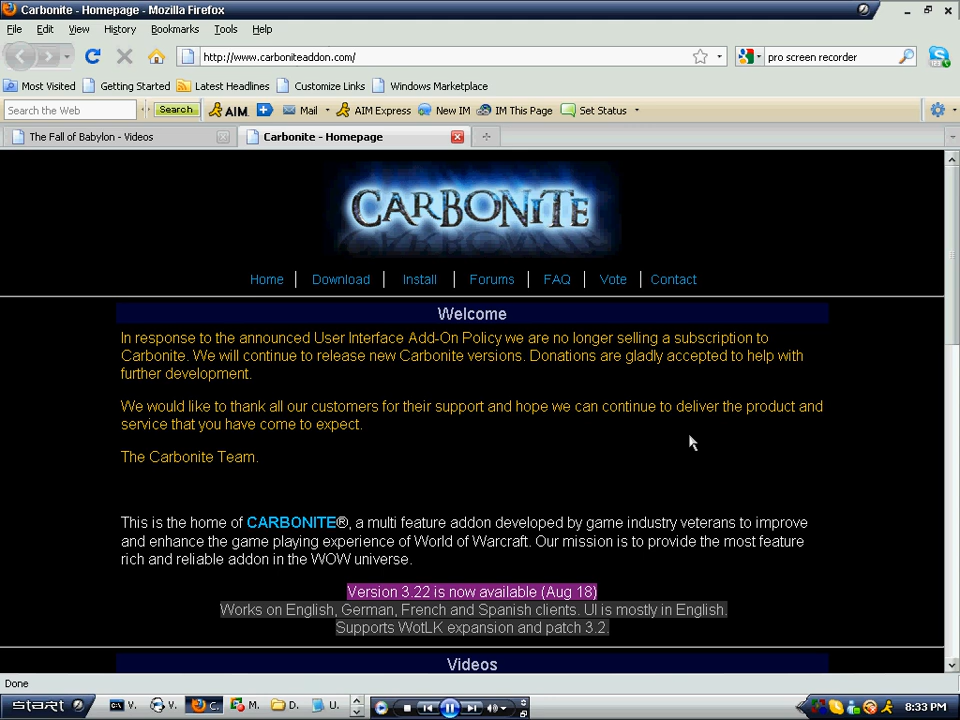 Carbonite - Homepage - Mozilla Firefox
File Edit View History Bookmarks Tools Help
http://www.carboniteaddon.com/
pro screen recorder
Most Visited Getting Started Latest Headlines Customize Links Windows Marketplace
Search the Web Search AIM Mail AIM Express New IM IM This Page Set Status
The Fall of Babylon - Videos Carbonite - Homepage
CARBONITE
Home Download Install Forums FAQ Vote Contact
Welcome
In response to the announced User Interface Add-On Policy we are no longer selling a subscription to
Carbonite. We will continue to release new Carbonite versions. Donations are gladly accepted to help with
further development.
We would like to thank all our customers for their support and hope we can continue to deliver the product and
service that you have come to expect.
The Carbonite Team.
This is the home of CARBONITE®, a multi feature addon developed by game industry veterans to improve
and enhance the game playing experience of World of Warcraft. Our mission is to provide the most feature
rich and reliable addon in the WOW universe.
Version 3.22 is now available (Aug 18)
Works on English, German, French and Spanish clients. UI is mostly in English.
Supports WotLK expansion and patch 3.2.
Videos
Done
start V. V. C. M. D. U. 8:33 PM